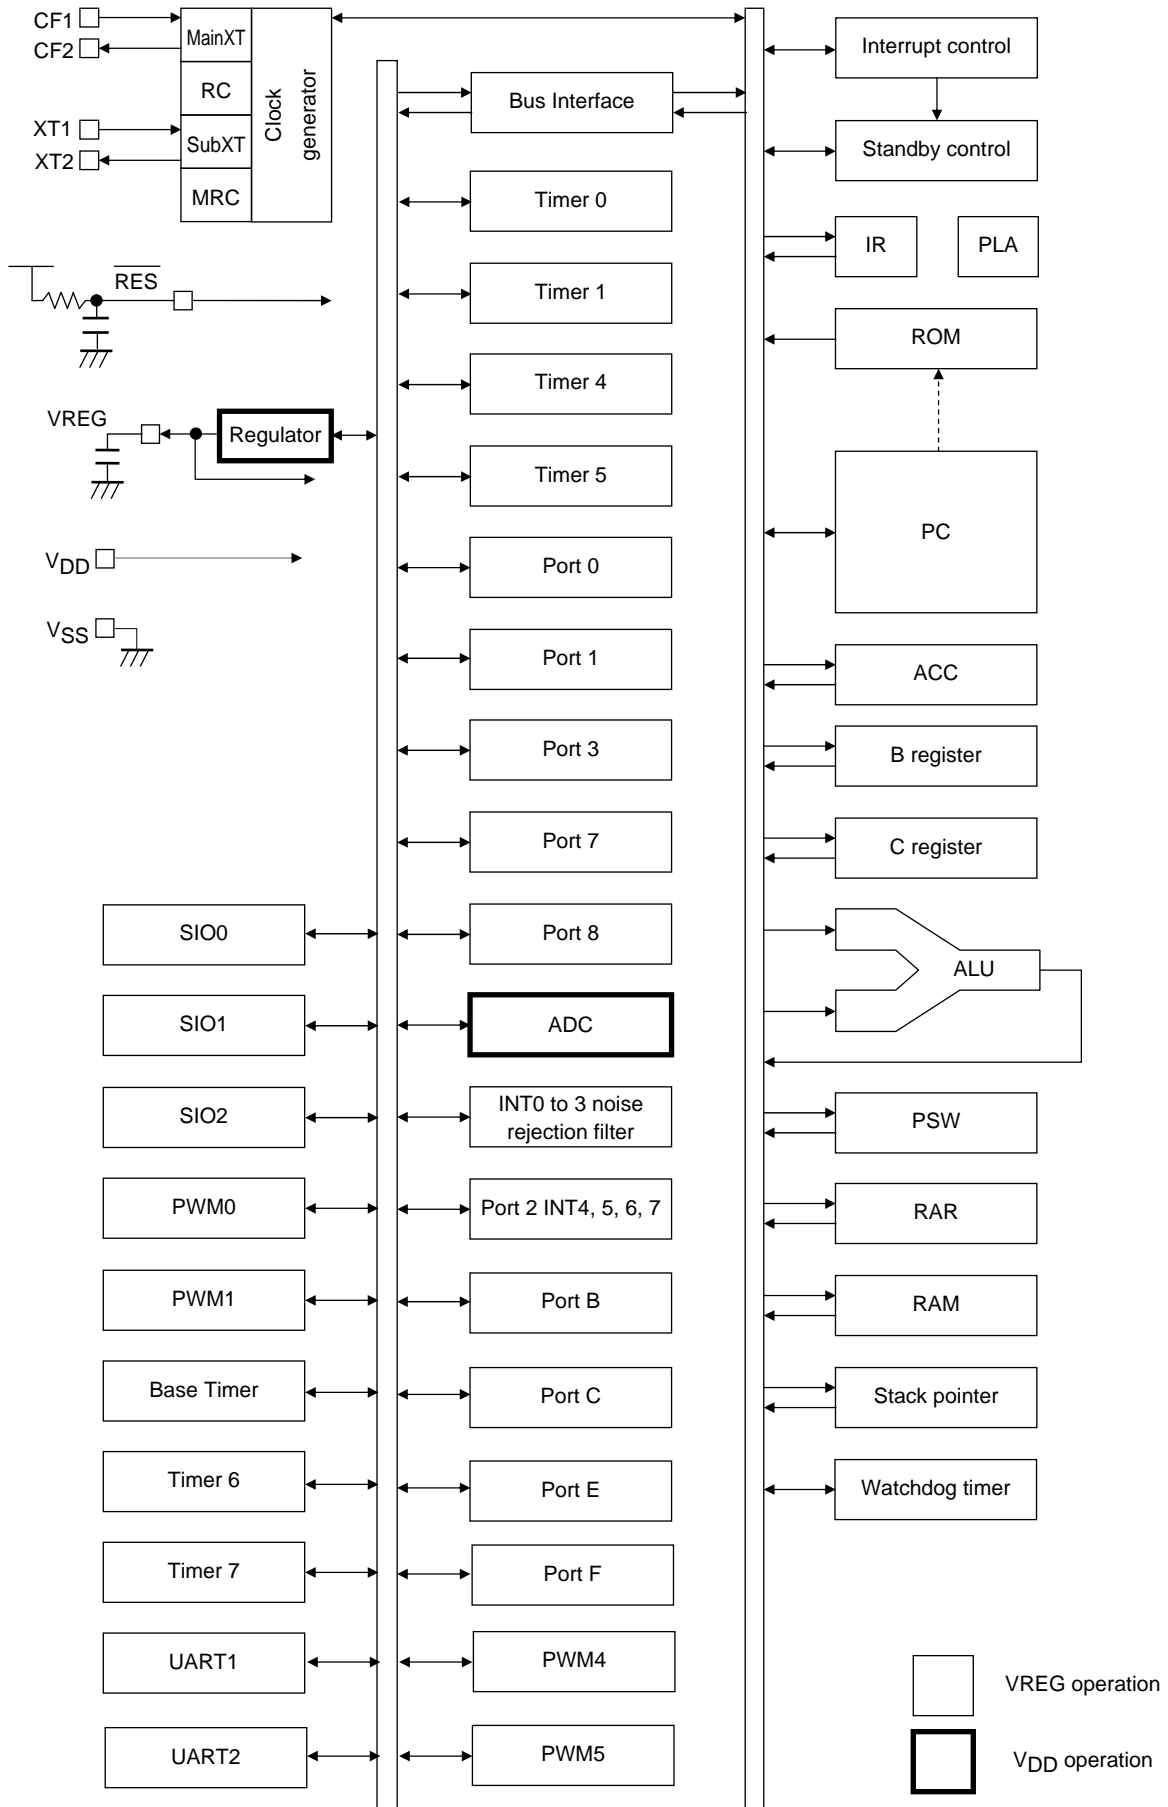 CF1
CF2
XT1
XT2
MainXT
RC
SubXT
MRC
Clock
generator
RES
VREG
Regulator
VDD
VSS
SIO0
SIO1
SIO2
PWM0
PWM1
Base Timer
Timer 6
Timer 7
UART1
UART2
Bus Interface
Timer 0
Timer 1
Timer 4
Timer 5
Port 0
Port 1
Port 3
Port 7
Port 8
ADC
INT0 to 3 noise
rejection filter
Port 2 INT4, 5, 6, 7
Port B
Port C
Port E
Port F
PWM4
PWM5
Interrupt control
Standby control
IR
PLA
ROM
PC
ACC
B register
C register
ALU
PSW
RAR
RAM
Stack pointer
Watchdog timer
VREG operation
VDD operation